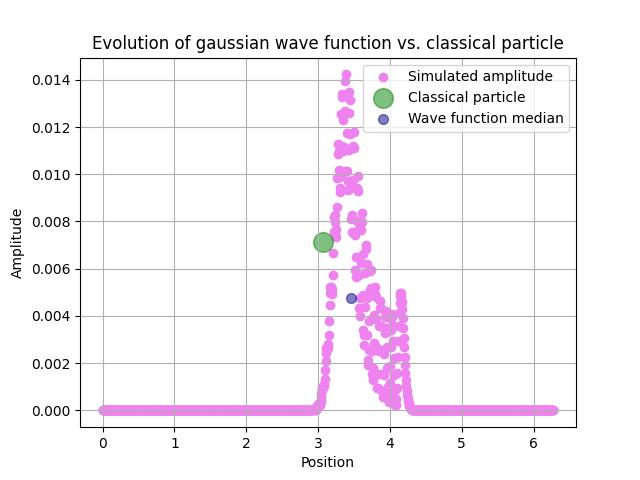 Evolution of gaussian wave function vs. classical particle
Simulated amplitude
Classical particle
Wave function median
Amplitude
0.014
0.012
0.010
0.008
0.006
0.004
0.002
0.000
0 1 2 3 4 5 6
Position